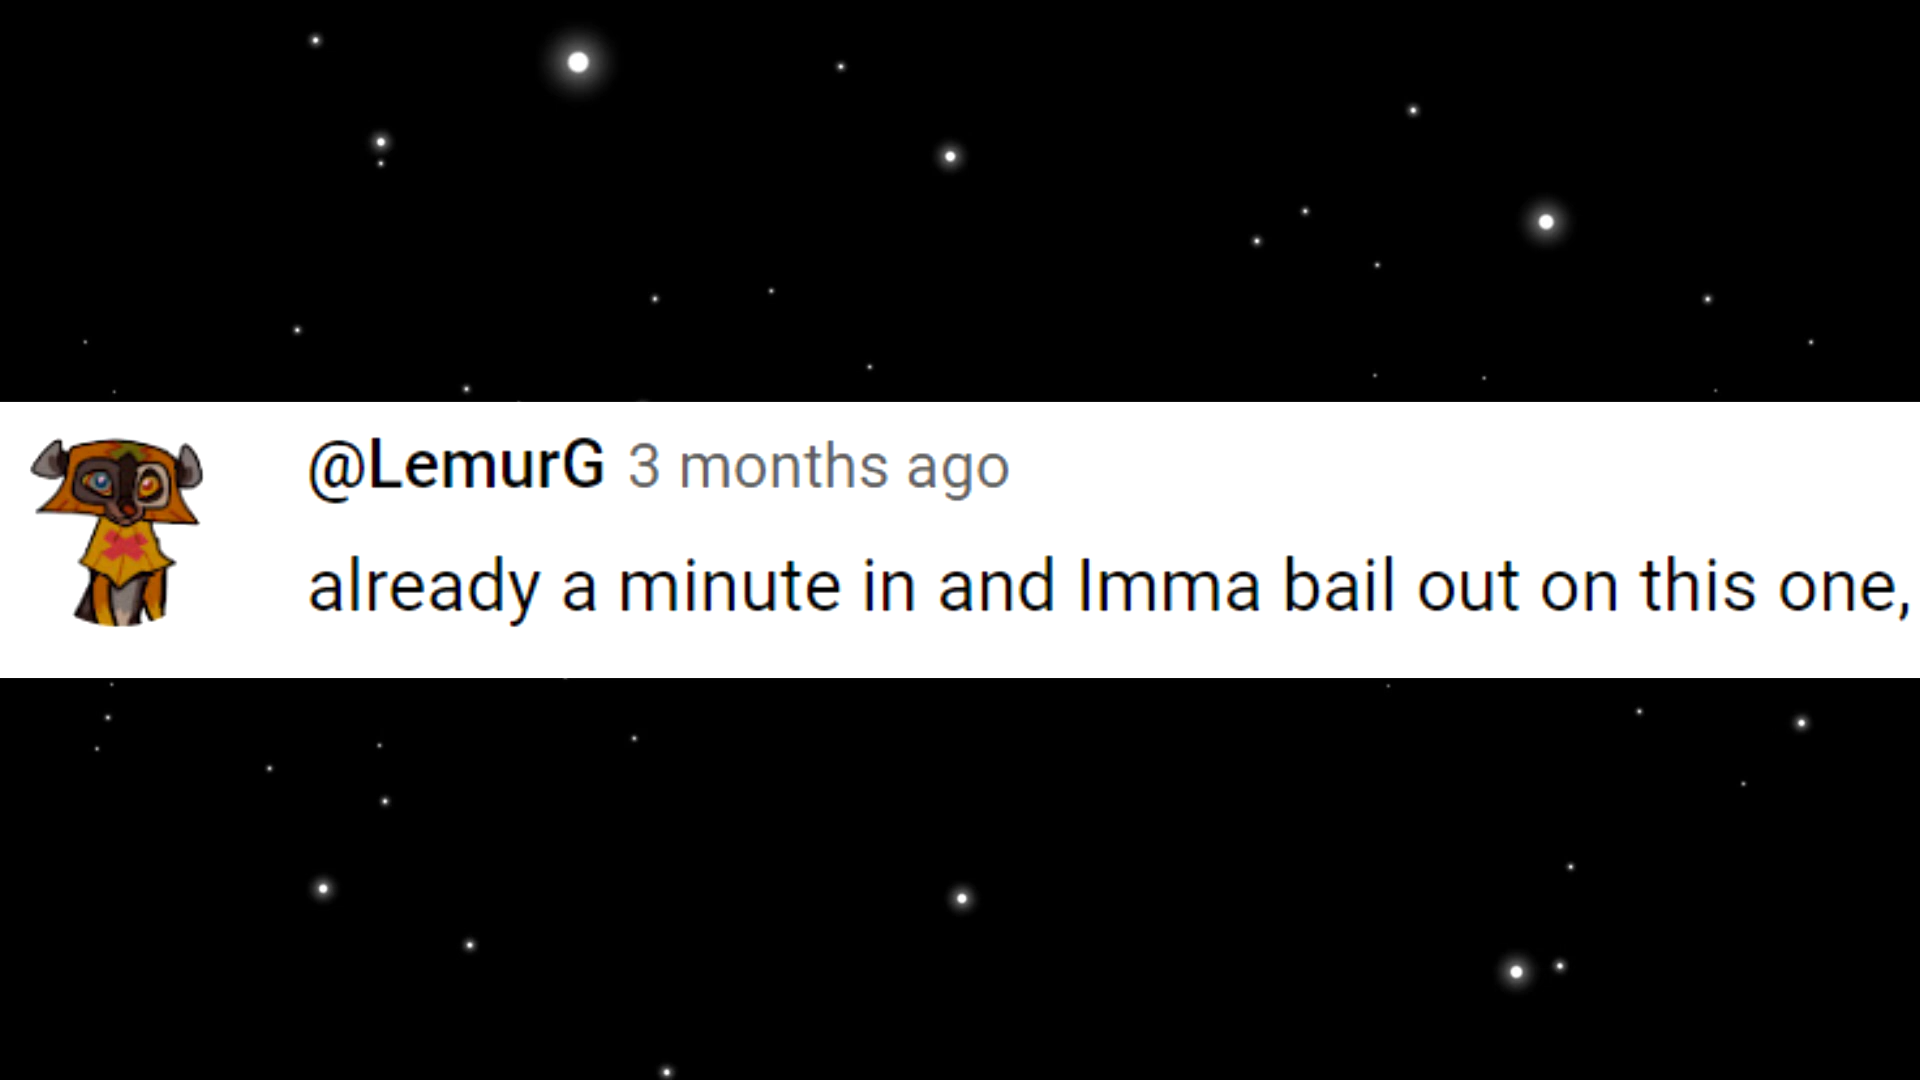 @LemurG 3 months ago
already a minute in and Imma bail out on this one,